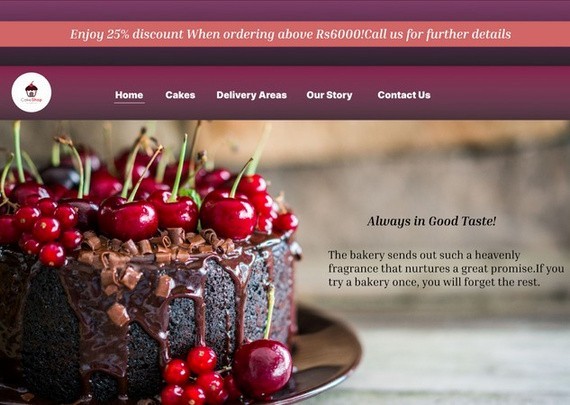 Enjoy 25% discount When ordering above Rs6000!Call us for further details
Cake Shop
Home Cakes Delivery Areas Our Story Contact Us
Always in Good Taste!
The bakery sends out such a heavenly
fragrance that nurtures a great promise.If you
try a bakery once, you will forget the rest.